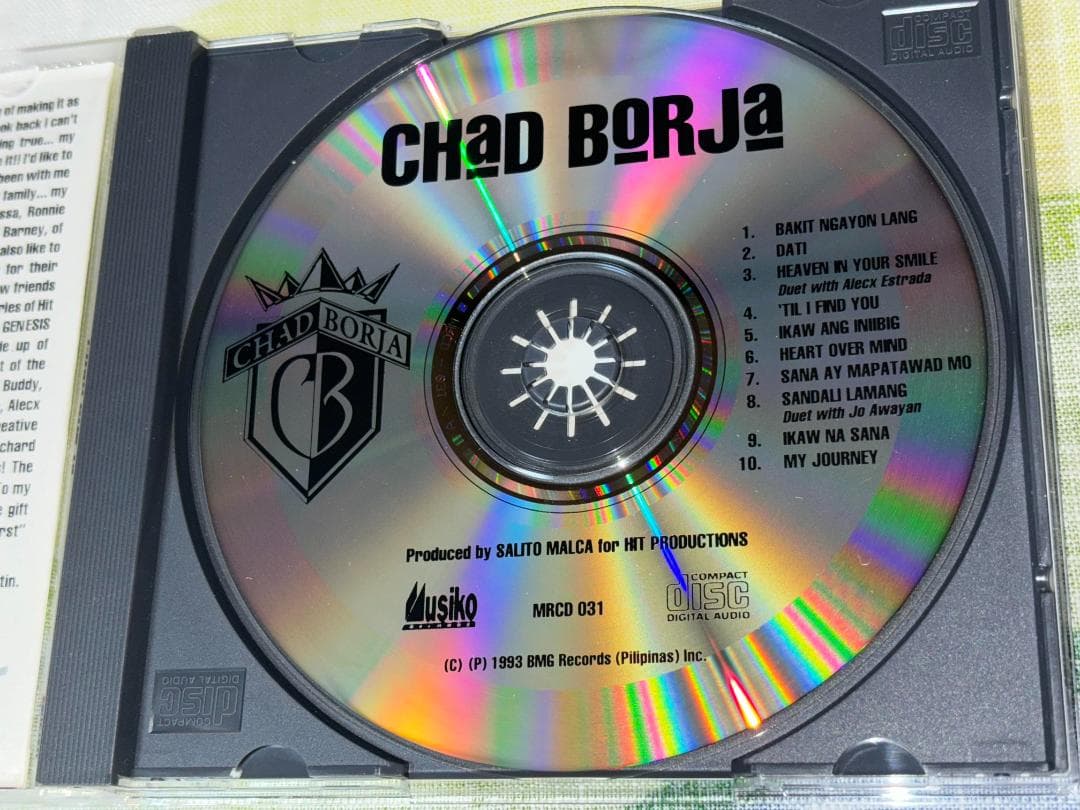 of making it as
ok back I can't
ing true... my
it!! I'd like to
been with me
family... my
ssa, Ronnie
Barney, of
also like to
for their
w friends
ries of Hit
GENESIS
de up of
t of the
Buddy,
, Alecx
eative
chard
! The
To my
gift
rst"
tin.
COMPACT
disc
DIGITAL AUDIO
CHaD BORJa
CHAD BORJA
CB
1. BAKIT NGAYON LANG
2. DATI
3. HEAVEN IN YOUR SMILE
Duet with Alecx Estrada
4. 'TIL I FIND YOU
5. IKAW ANG INIIBIG
6. HEART OVER MIND
7. SANA AY MAPATAWAD MO
8. SANDALI LAMANG
Duet with Jo Awayan
9. IKAW NA SANA
10. MY JOURNEY
Produced by SALITO MALCA for HIT PRODUCTIONS
Musiko
RECORDS
MRCD 031
COMPACT
disc
DIGITAL AUDIO
(C) (P) 1993 BMG Records (Pilipinas) Inc.
COMPACT
disc
DIGITAL AUDIO